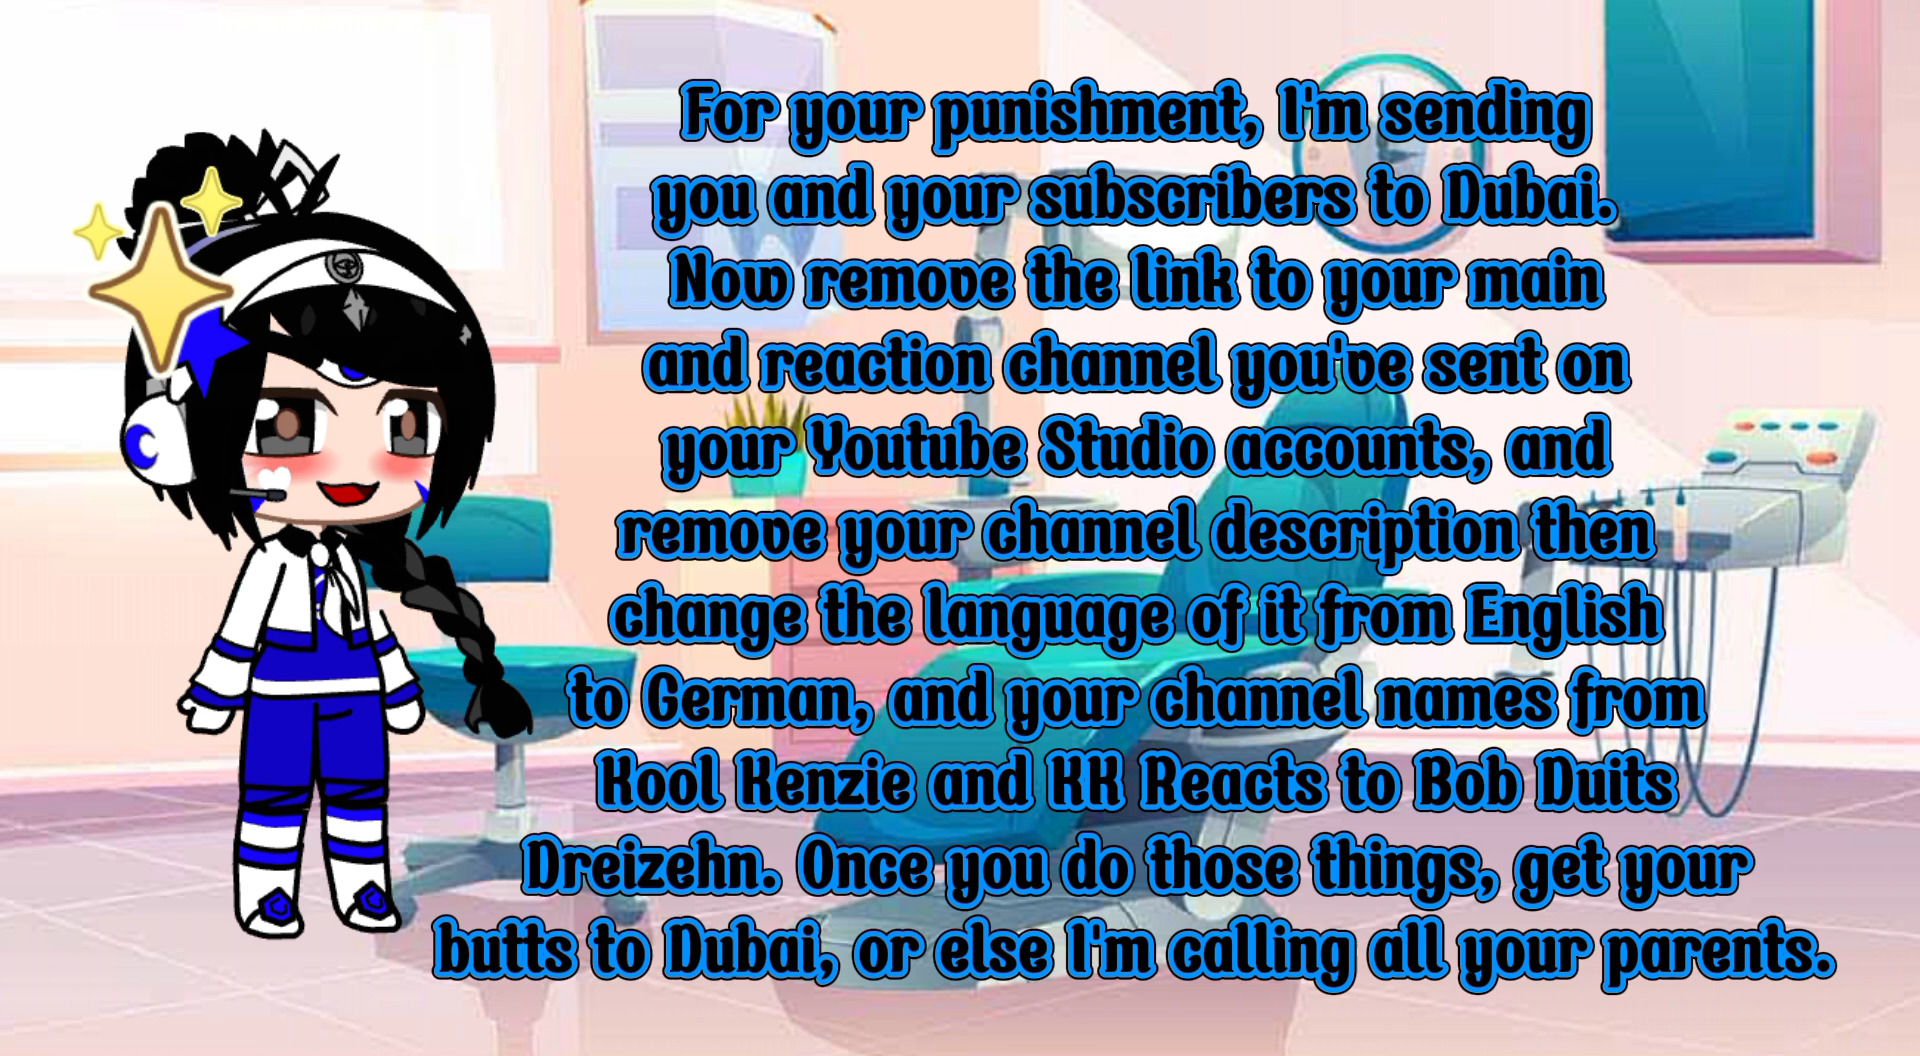 For your punishment, I'm sending
you and your subscribers to Dubai.
Now remove the link to your main
and reaction channel you've sent on
your Youtube Studio accounts, and
remove your channel description then
change the language of it from English
to German, and your channel names from
Kool Kenzie and KK Reacts to Bob Duits
Dreizehn. Once you do those things, get your
butts to Dubai, or else I'm calling all your parents.